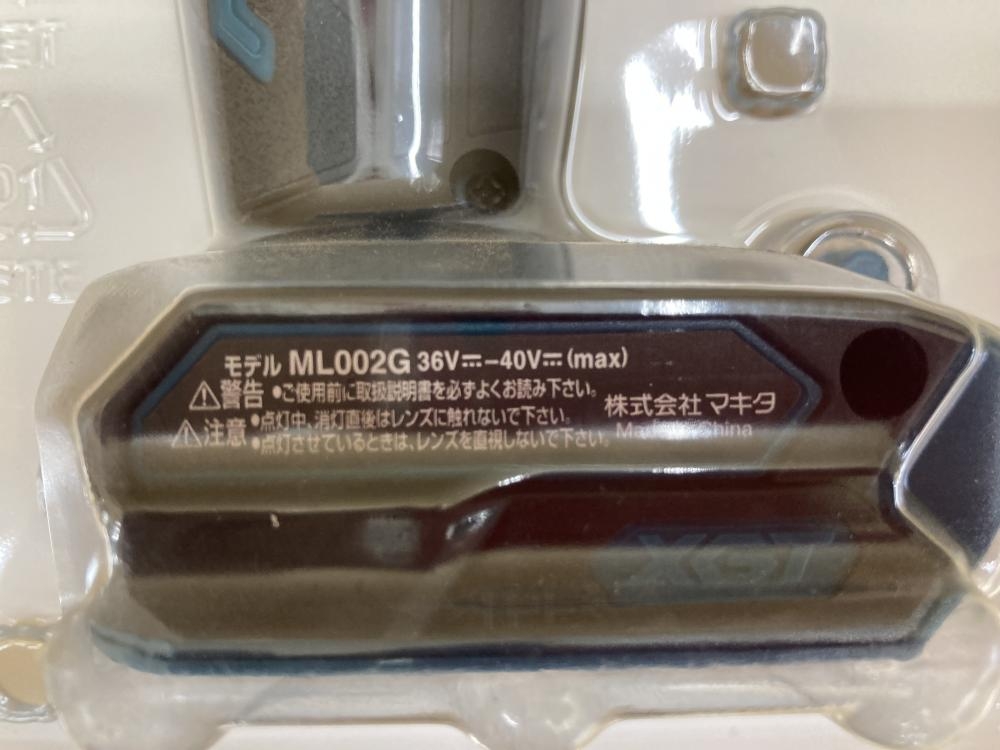 ET
01
モデル ML002G 36V⎓–40V⎓(max)
⚠警告 •ご使用前に取扱説明書を必ずよくお読み下さい。
⚠注意 •点灯中、消灯直後はレンズに触れないで下さい。
•点灯させているときは、レンズを直視しないで下さい。
株式会社 マキタ
China
XGT